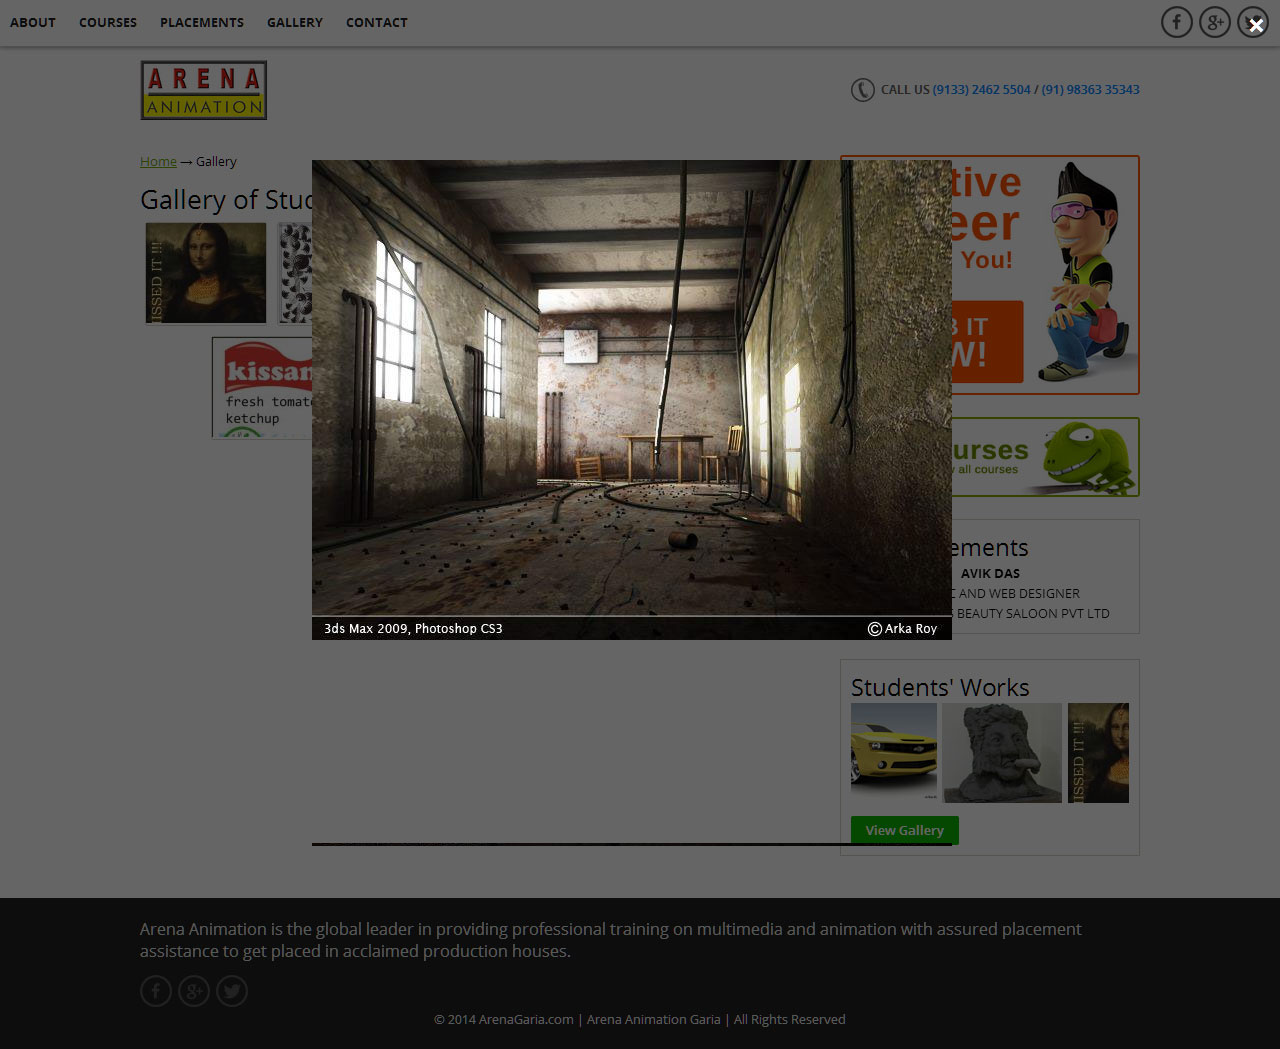 ABOUT COURSES PLACEMENTS GALLERY CONTACT
ARENA
ANIMATION
CALL US (9133) 2462 5504 / (91) 98363 35343
Home → Gallery
Gallery of Stud
ISSED IT !!!
kissan
fresh tomato
ketchup
tive
eer
You!
B IT
W!
urses
w all courses
3ds Max 2009, Photoshop CS3
© Arka Roy
ements
AVIK DAS
C AND WEB DESIGNER
S BEAUTY SALOON PVT LTD
Students' Works
ISSED IT !!!
View Gallery
Arena Animation is the global leader in providing professional training on multimedia and animation with assured placement
assistance to get placed in acclaimed production houses.
© 2014 ArenaGaria.com | Arena Animation Garia | All Rights Reserved